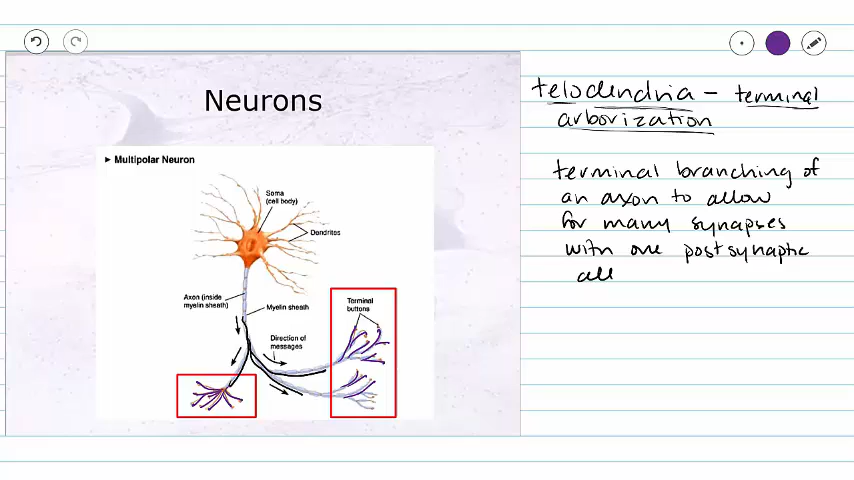 Neurons
▶ Multipolar Neuron
Soma
(cell body)
Dendrites
Axon (inside
myelin sheath)
Myelin sheath
Direction of
messages
Terminal
buttons
telodendria - terminal
arborization
terminal branching of
an axon to allow
for many synapses
with one postsynaptic
cell